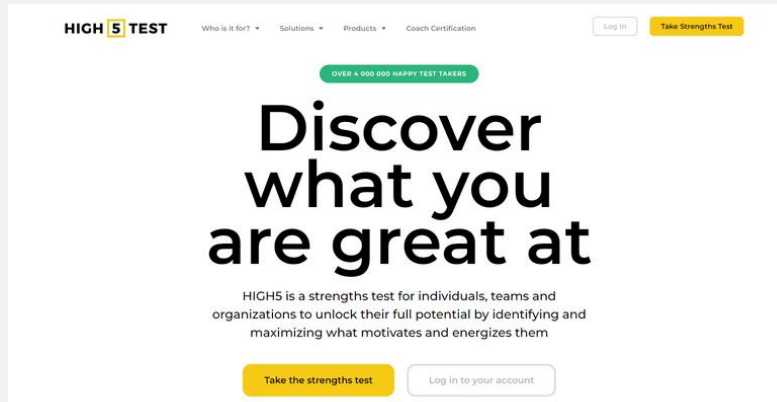 HIGH 5 TEST
Who is it for?
Solutions
Products
Coach Certification
Log In
Take Strengths Test
OVER 4 000 000 HAPPY TEST TAKERS
Discover
what you
are great at
HIGH5 is a strengths test for individuals, teams and
organizations to unlock their full potential by identifying and
maximizing what motivates and energizes them
Take the strengths test
Log in to your account